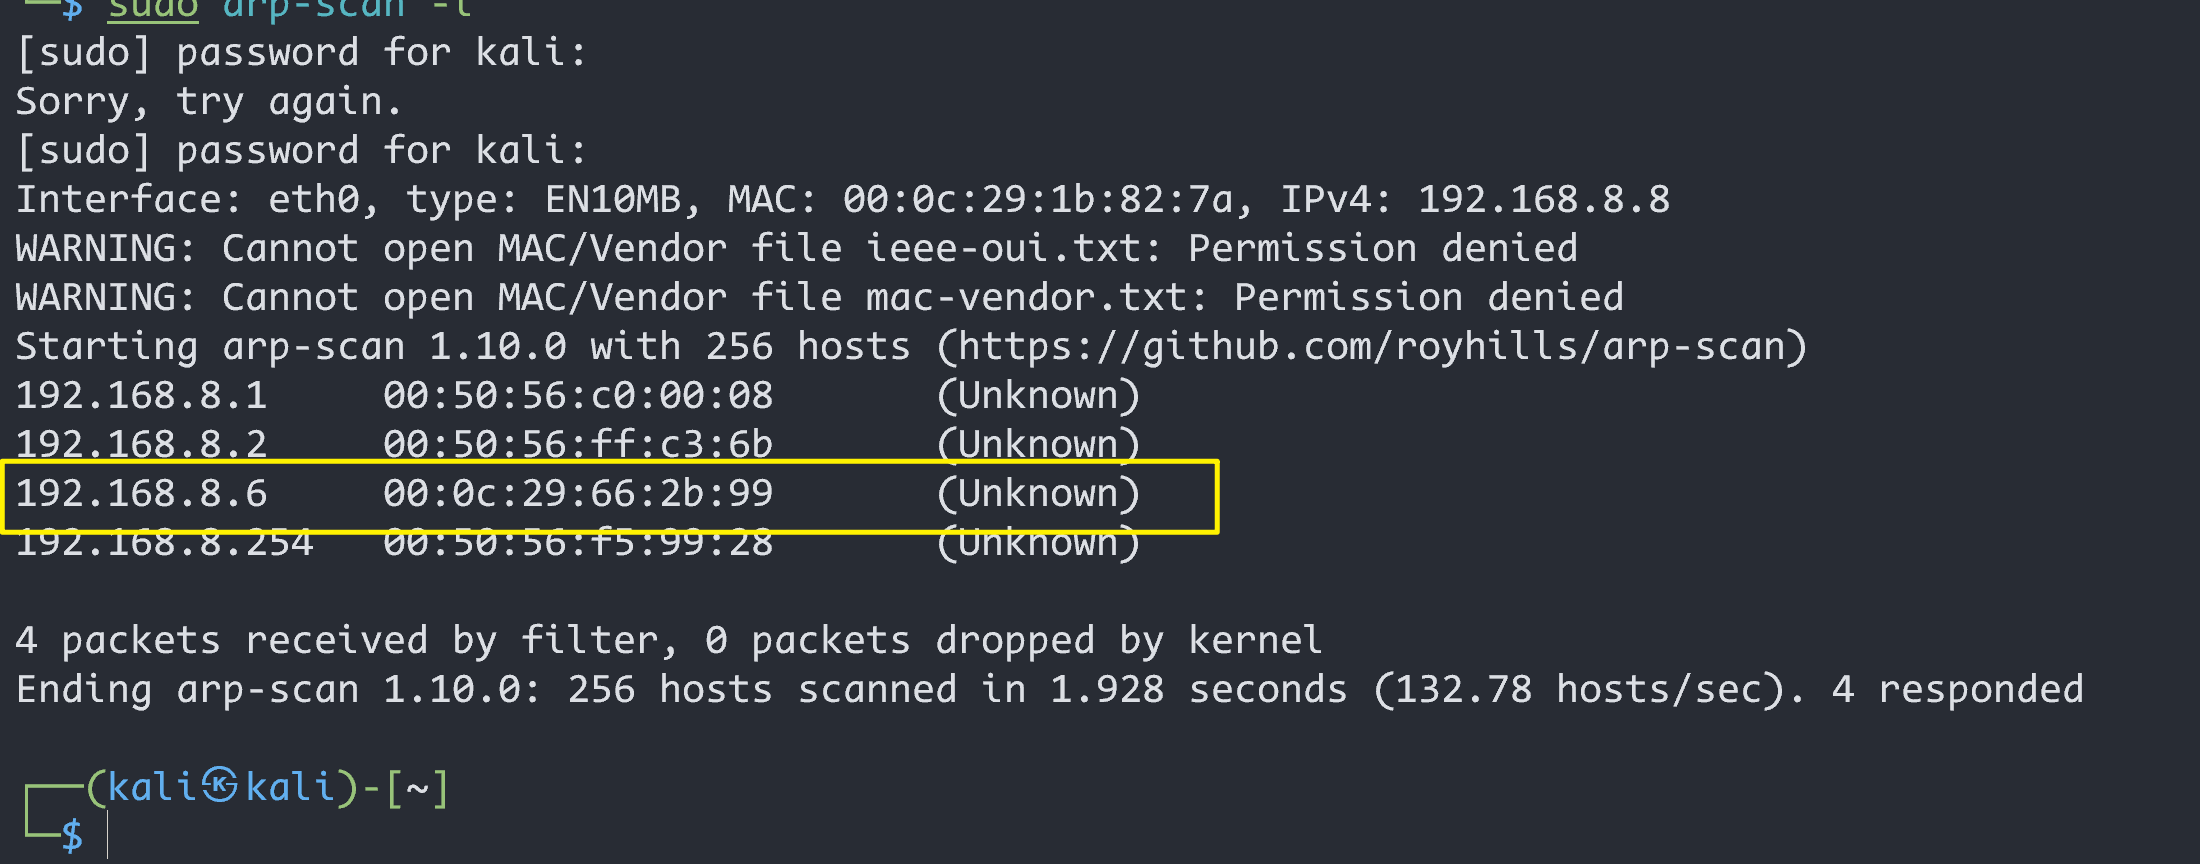 └─$ sudo arp-scan -l
[sudo] password for kali:
Sorry, try again.
[sudo] password for kali:
Interface: eth0, type: EN10MB, MAC: 00:0c:29:1b:82:7a, IPv4: 192.168.8.8
WARNING: Cannot open MAC/Vendor file ieee-oui.txt: Permission denied
WARNING: Cannot open MAC/Vendor file mac-vendor.txt: Permission denied
Starting arp-scan 1.10.0 with 256 hosts (https://github.com/royhills/arp-scan)
192.168.8.1     00:50:56:c0:00:08       (Unknown)
192.168.8.2     00:50:56:ff:c3:6b       (Unknown)
192.168.8.6     00:0c:29:66:2b:99       (Unknown)
192.168.8.254   00:50:56:f5:99:28       (Unknown)
4 packets received by filter, 0 packets dropped by kernel
Ending arp-scan 1.10.0: 256 hosts scanned in 1.928 seconds (132.78 hosts/sec). 4 responded
┌──(kali㉿kali)-[~]
└─$